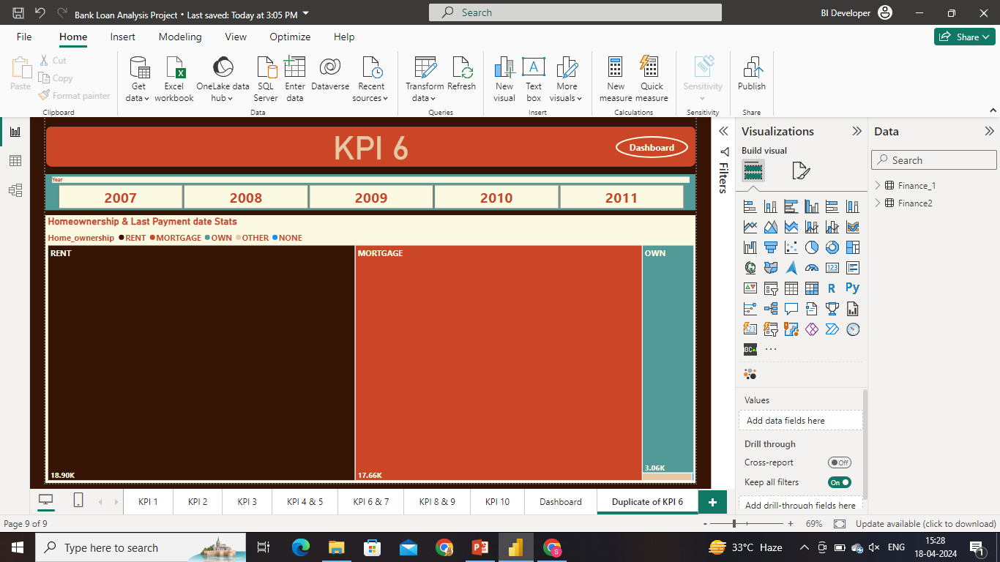 Bank Loan Analysis Project • Last saved: Today at 3:05 PM
Search
BI Developer
File Home Insert Modeling View Optimize Help
Share
Paste
Cut
Copy
Format painter
Clipboard
Get data
Excel workbook
OneLake data hub
SQL Server
Enter data
Dataverse
Recent sources
Data
Transform data
Refresh
Queries
New visual
Text box
More visuals
Insert
New measure
Quick measure
Calculations
Sensitivity
Sensitivity
Publish
Share
KPI 6
Dashboard
Year
2007 2008 2009 2010 2011
Homeownership & Last Payment date Stats
Home_ownership RENT MORTGAGE OWN OTHER NONE
RENT
MORTGAGE
OWN
18.90K
17.66K
3.06K
Filters
Visualizations
Build visual
123
R
Py
123
Values
Add data fields here
Drill through
Cross-report
Off
Keep all filters
On
Add drill-through fields here
Data
Search
Finance_1
Finance2
KPI 1 KPI 2 KPI 3 KPI 4 & 5 KPI 6 & 7 KPI 8 & 9 KPI 10 Dashboard Duplicate of KPI 6
Page 9 of 9
- + 69%
Update available (click to download)
Type here to search
33°C Haze
ENG
15:28
18-04-2024
1